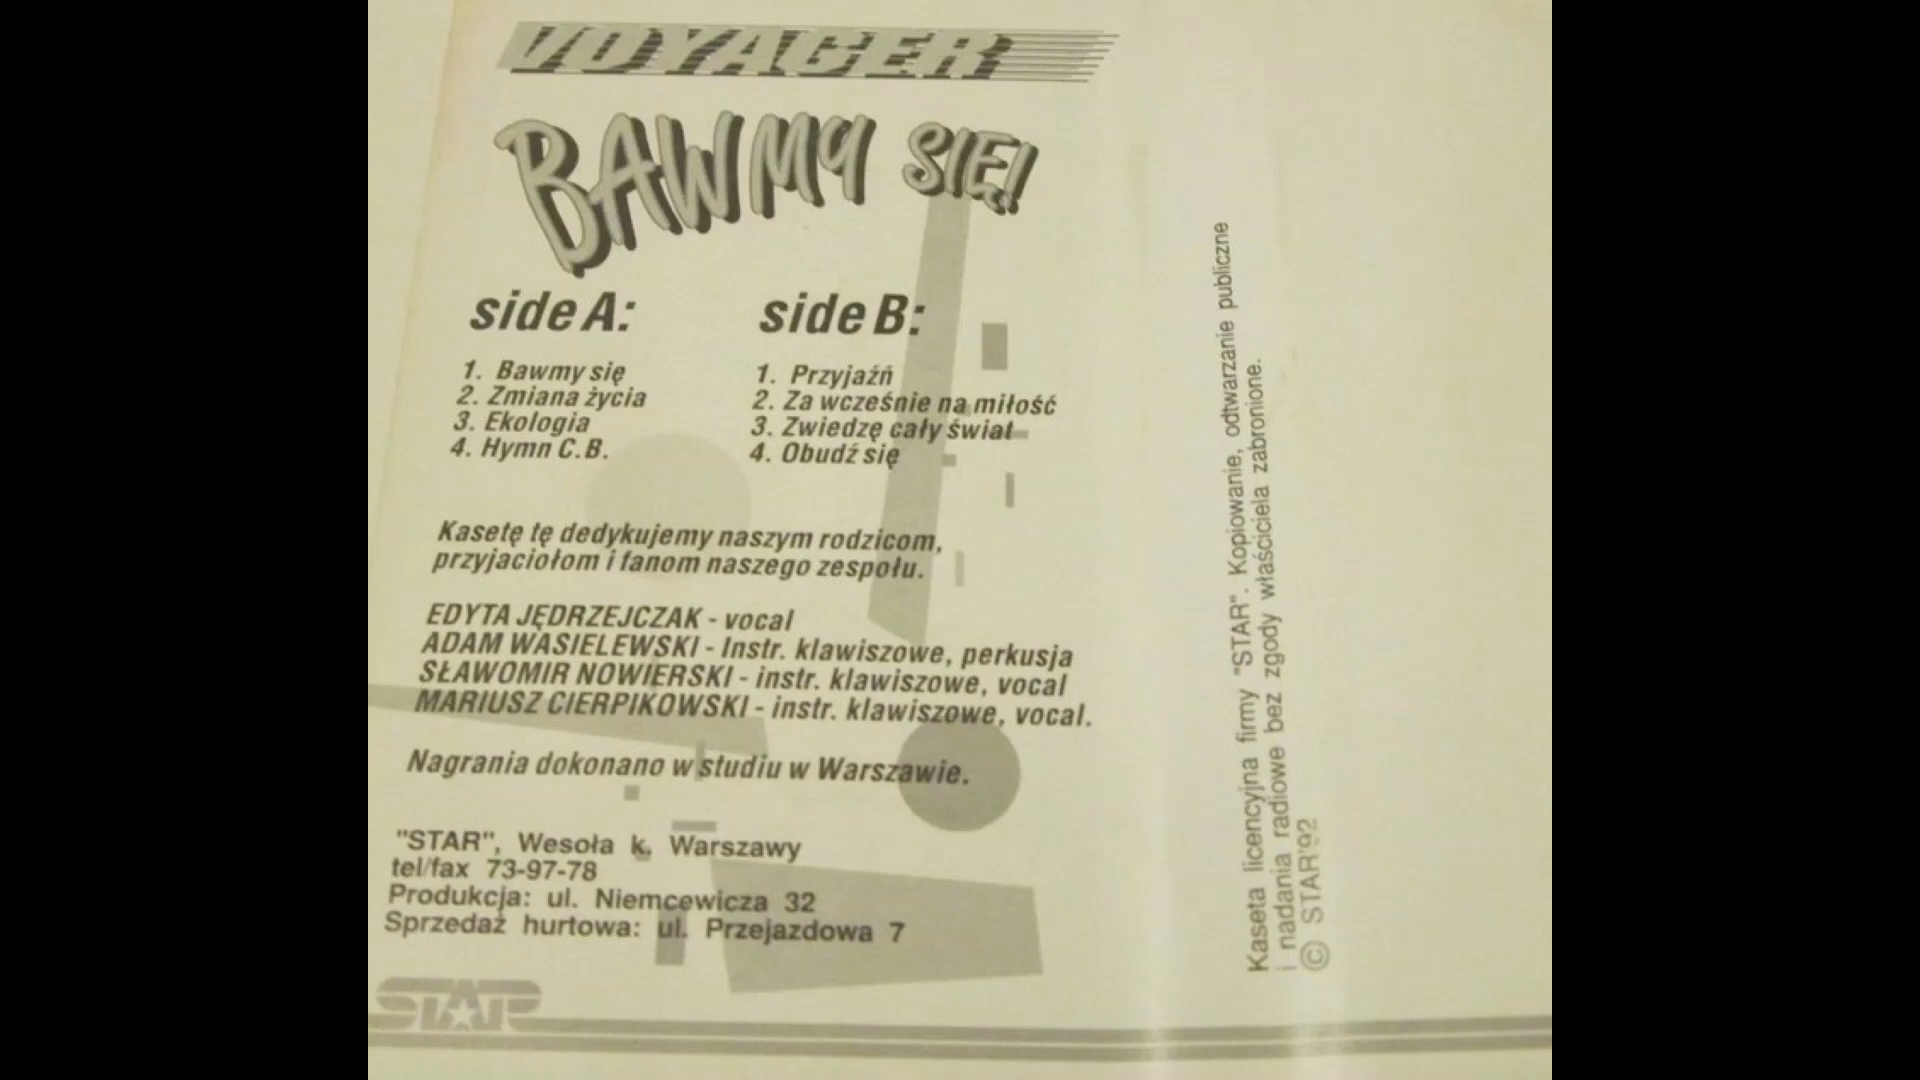 VOYAGER
BAWMY SIĘ!
side A:
1. Bawmy się
2. Zmiana życia
3. Ekologia
4. Hymn C.B.
side B:
1. Przyjaźń
2. Za wcześnie na miłość
3. Zwiedzę cały świat
4. Obudź się
Kasetę tę dedykujemy naszym rodzicom,
przyjaciołom i fanom naszego zespołu.
EDYTA JĘDRZEJCZAK - vocal
ADAM WASIELEWSKI - Instr. klawiszowe, perkusja
SŁAWOMIR NOWIERSKI - instr. klawiszowe, vocal
MARIUSZ CIERPIKOWSKI - instr. klawiszowe, vocal.
Nagrania dokonano w studiu w Warszawie.
"STAR", Wesoła k. Warszawy
tel/fax 73-97-78
Produkcja: ul. Niemcewicza 32
Sprzedaż hurtowa: ul. Przejazdowa 7
STAR
Kaseta licencyjna firmy "STAR". Kopiowanie, odtwarzanie publiczne
i nadania radiowe bez zgody właściciela zabronione.
© STAR'92